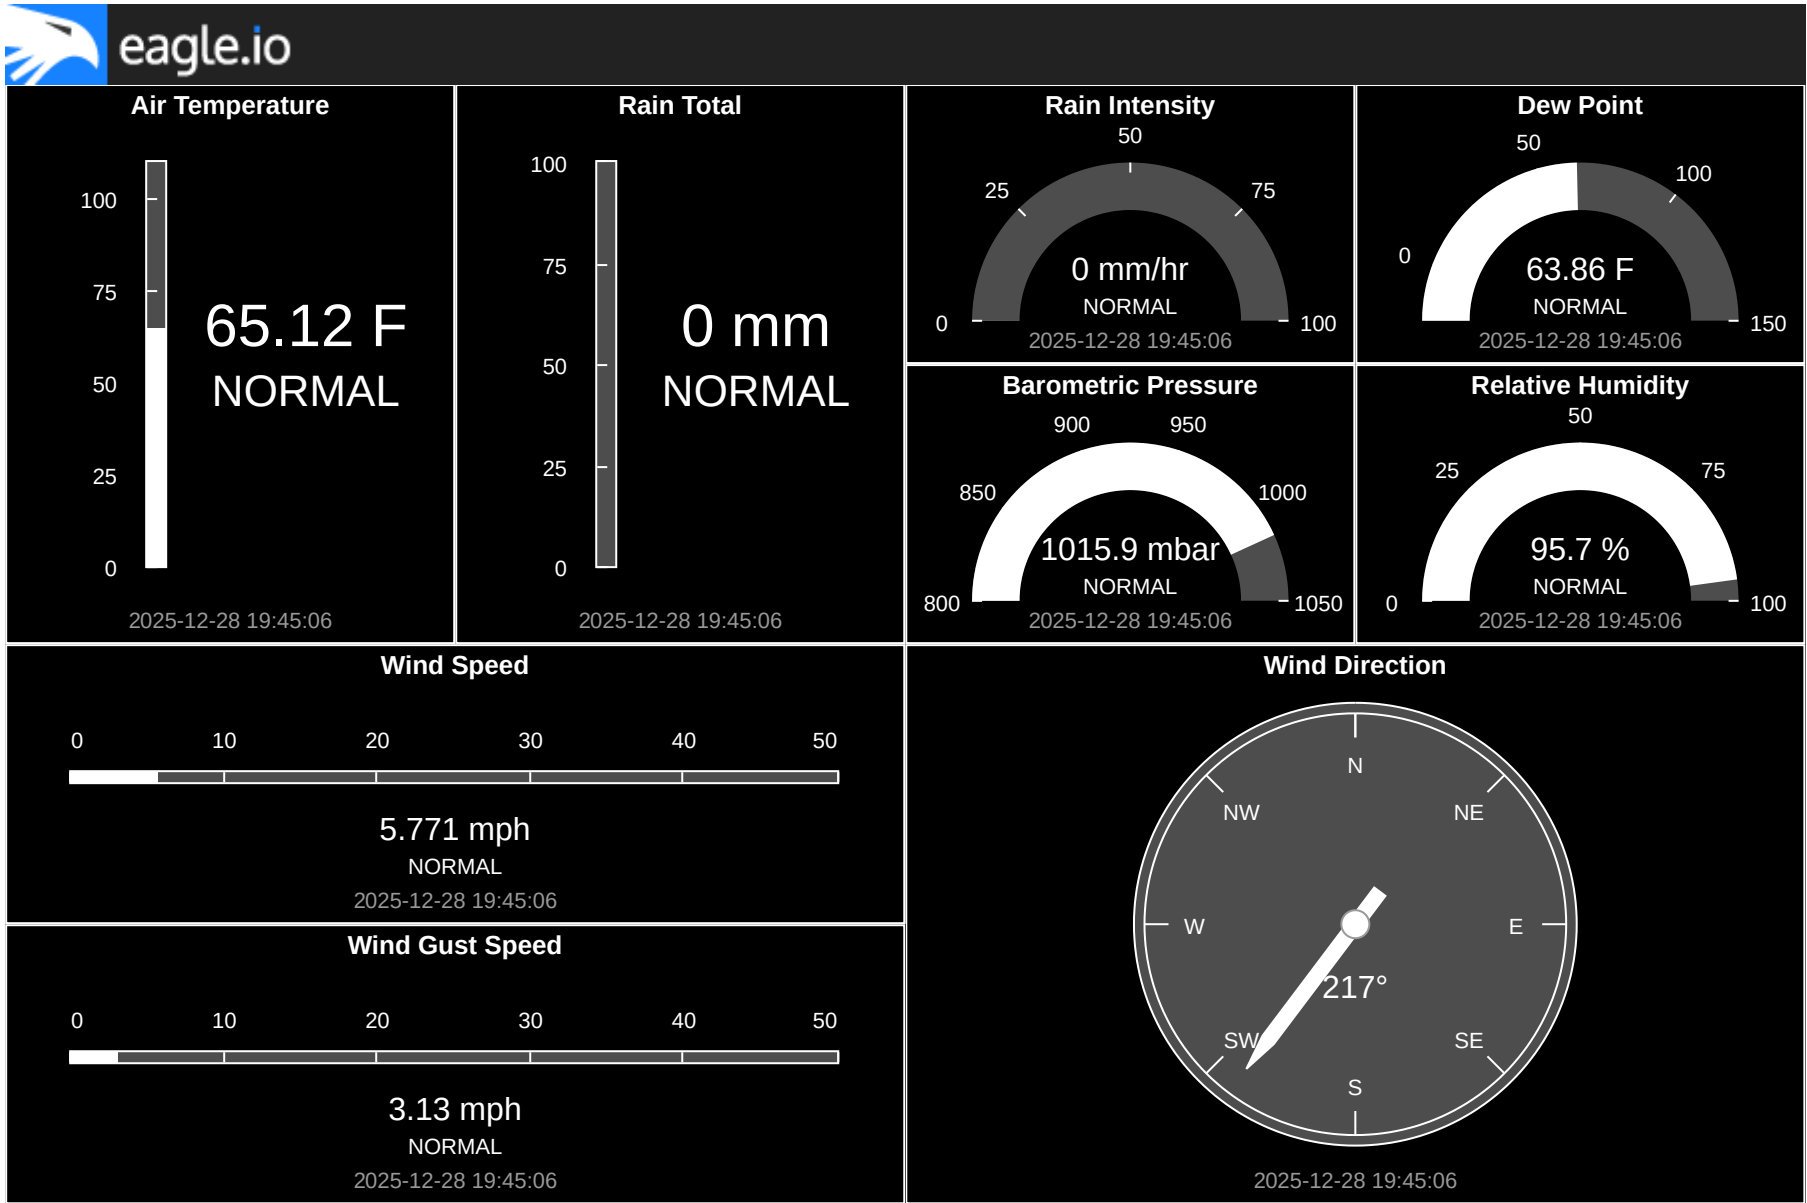 eagle.io
Air Temperature
100
75
50
25
0
65.12 F
NORMAL
2025-12-28 19:45:06
Rain Total
100
75
50
25
0
0 mm
NORMAL
2025-12-28 19:45:06
Rain Intensity
50
25
75
0
100
0 mm/hr
NORMAL
2025-12-28 19:45:06
Dew Point
50
100
0
150
63.86 F
NORMAL
2025-12-28 19:45:06
Barometric Pressure
900
950
850
1000
800
1050
1015.9 mbar
NORMAL
2025-12-28 19:45:06
Relative Humidity
50
25
75
0
100
95.7 %
NORMAL
2025-12-28 19:45:06
Wind Speed
0 10 20 30 40 50
5.771 mph
NORMAL
2025-12-28 19:45:06
Wind Gust Speed
0 10 20 30 40 50
3.13 mph
NORMAL
2025-12-28 19:45:06
Wind Direction
N
NW
NE
W
E
217°
SW
SE
S
2025-12-28 19:45:06